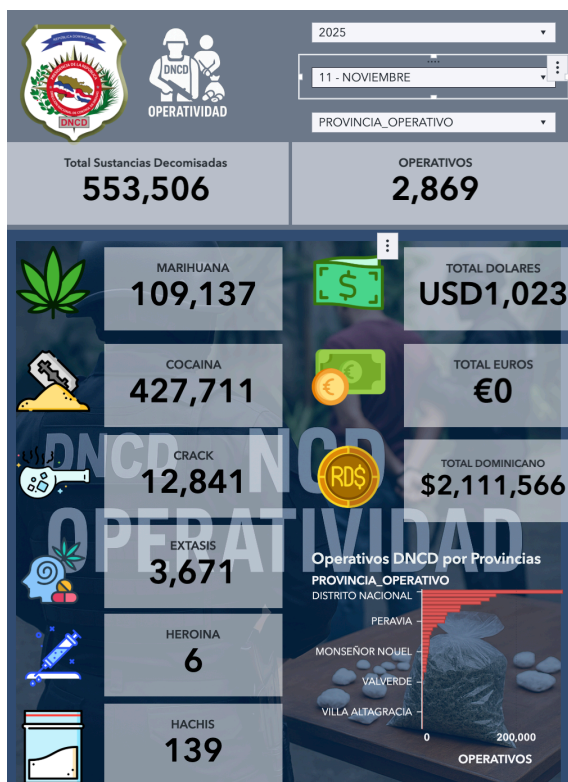 REPUBLICA DOMINICANA
DNCD
DNCD
OPERATIVIDAD
2025
11 - NOVIEMBRE
PROVINCIA_OPERATIVO
Total Sustancias Decomisadas
553,506
OPERATIVOS
2,869
MARIHUANA
109,137
TOTAL DOLARES
USD1,023
COCAINA
427,711
TOTAL EUROS
€0
CRACK
12,841
RD$
TOTAL DOMINICANO
$2,111,566
DNCD NCD
OPERATIVIDAD
EXTASIS
3,671
HEROINA
6
HACHIS
139
Operativos DNCD por Provincias
PROVINCIA_OPERATIVO
DISTRITO NACIONAL
PERAVIA
MONSEÑOR NOUEL
VALVERDE
VILLA ALTAGRACIA
0 200,000
OPERATIVOS